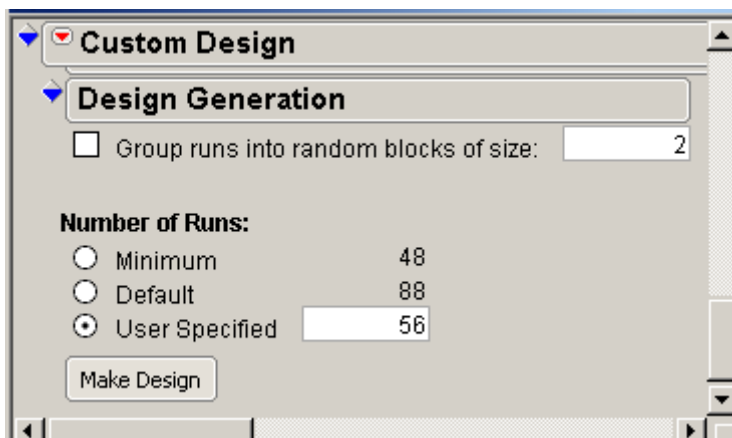 Custom Design
Design Generation
Group runs into random blocks of size: 2
Number of Runs:
Minimum 48
Default 88
User Specified 56
Make Design